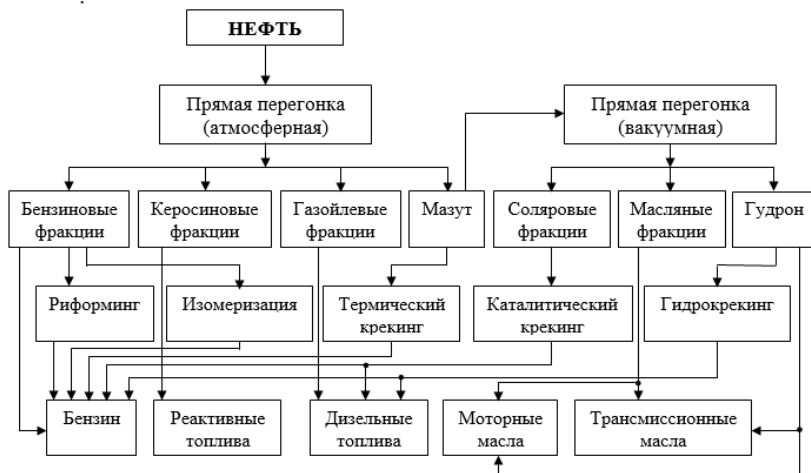 НЕФТЬ
Прямая перегонка
(атмосферная)
Прямая перегонка
(вакуумная)
Бензиновые
фракции
Керосиновые
фракции
Газойлевые
фракции
Мазут
Соляровые
фракции
Масляные
фракции
Гудрон
Риформинг
Изомеризация
Термический
крекинг
Каталитический
крекинг
Гидрокрекинг
Бензин
Реактивные
топлива
Дизельные
топлива
Моторные
масла
Трансмиссионные
масла